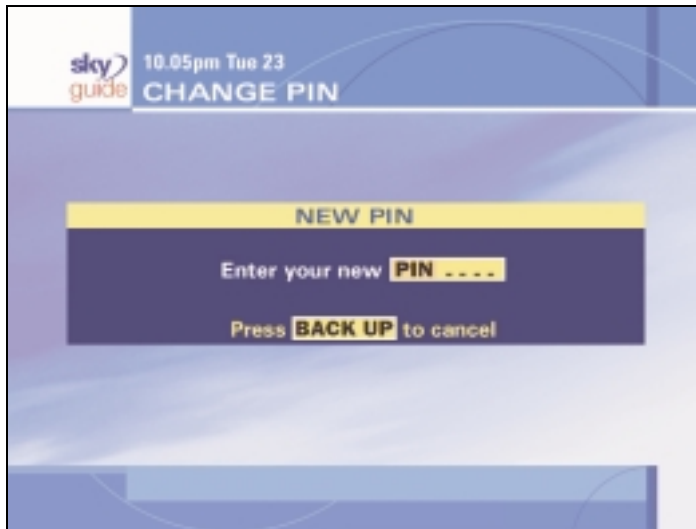 sky
guide
10.05pm Tue 23
CHANGE PIN
NEW PIN
Enter your new PIN ....
Press BACK UP to cancel